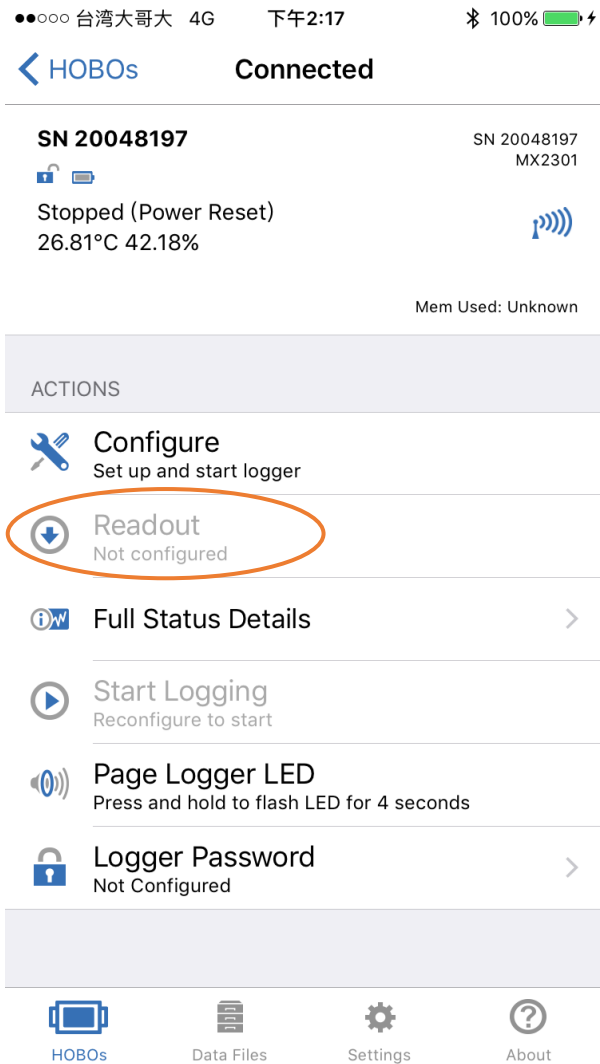 台湾大哥大 4G 下午2:17 100%
HOBOs Connected
SN 20048197
SN 20048197
MX2301
Stopped (Power Reset)
26.81°C 42.18%
Mem Used: Unknown
ACTIONS
Configure
Set up and start logger
Readout
Not configured
Full Status Details
Start Logging
Reconfigure to start
Page Logger LED
Press and hold to flash LED for 4 seconds
Logger Password
Not Configured
HOBOs Data Files Settings About